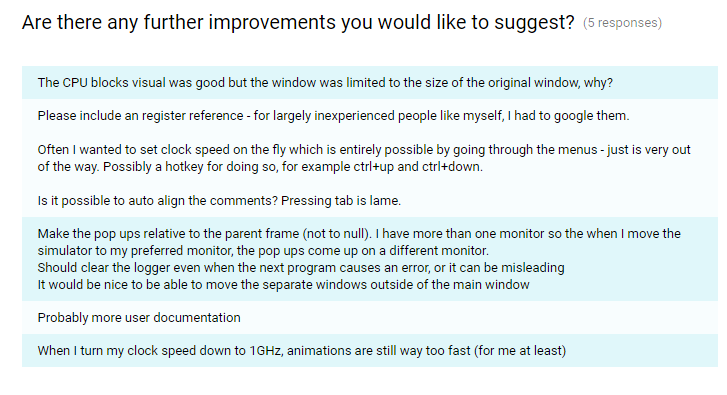 Are there any further improvements you would like to suggest? (5 responses)
The CPU blocks visual was good but the window was limited to the size of the original window, why?
Please include an register reference - for largely inexperienced people like myself, I had to google them.
Often I wanted to set clock speed on the fly which is entirely possible by going through the menus - just is very out
of the way. Possibly a hotkey for doing so, for example ctrl+up and ctrl+down.
Is it possible to auto align the comments? Pressing tab is lame.
Make the pop ups relative to the parent frame (not to null). I have more than one monitor so the when I move the
simulator to my preferred monitor, the pop ups come up on a different monitor.
Should clear the logger even when the next program causes an error, or it can be misleading
It would be nice to be able to move the separate windows outside of the main window
Probably more user documentation
When I turn my clock speed down to 1GHz, animations are still way too fast (for me at least)